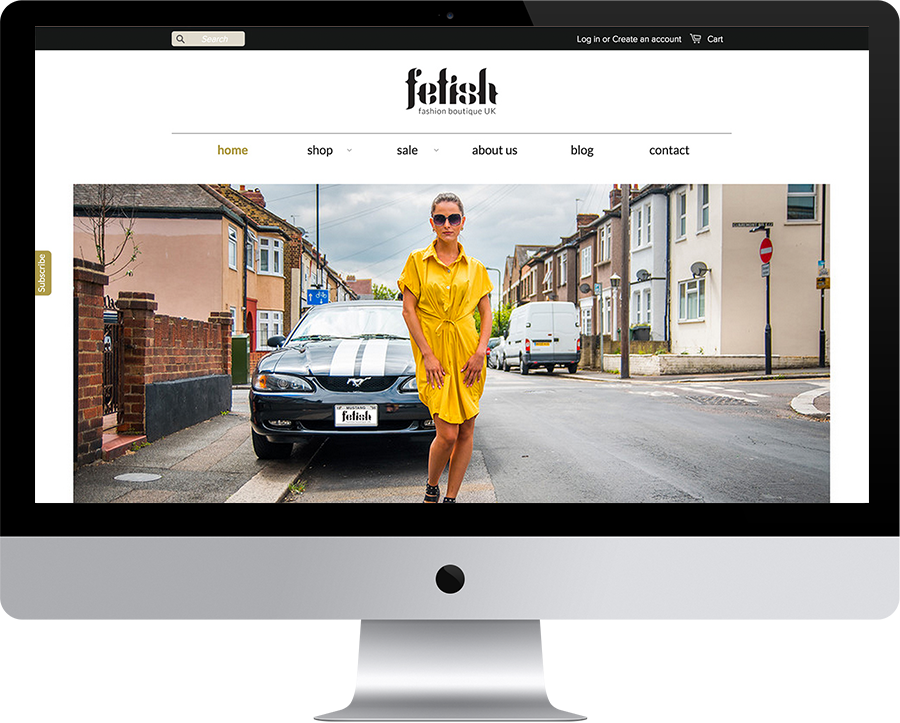 Search
Log in or Create an account
Cart
fetish
fashion boutique UK
home
shop
sale
about us
blog
contact
Subscribe
MUSTANG
fetish